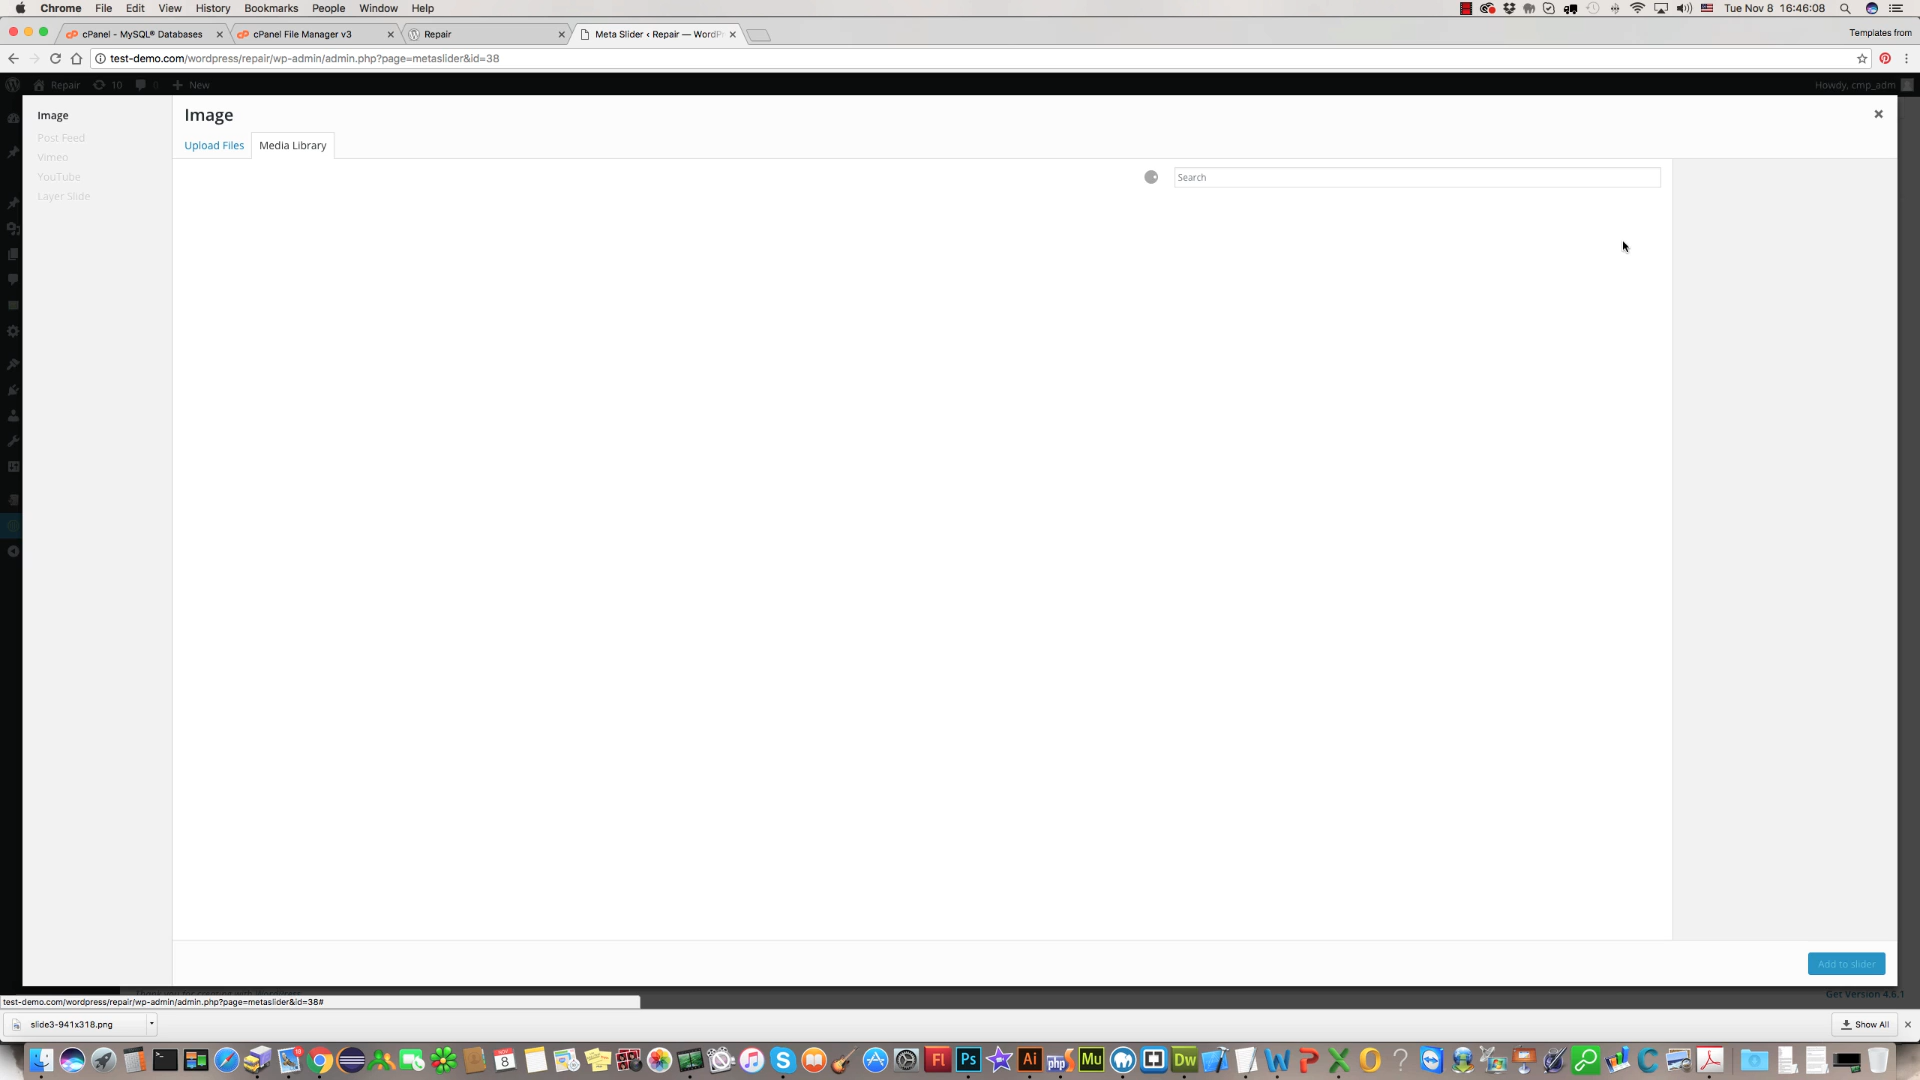 Chrome File Edit View History Bookmarks People Window Help Tue Nov 8 16:46:08
cPanel - MySQL® Databases cPanel File Manager v3 Repair Meta Slider ‹ Repair — WordPr Templates from
test-demo.com/wordpress/repair/wp-admin/admin.php?page=metaslider&id=38
Repair 10 0 New Howdy, cmp_adm
Image
Post Feed
Vimeo
YouTube
Layer Slide
Image
Upload Files Media Library
Search
Add to slider
Get Version 4.6.1
test-demo.com/wordpress/repair/wp-admin/admin.php?page=metaslider&id=38#
slide3-941x318.png Show All